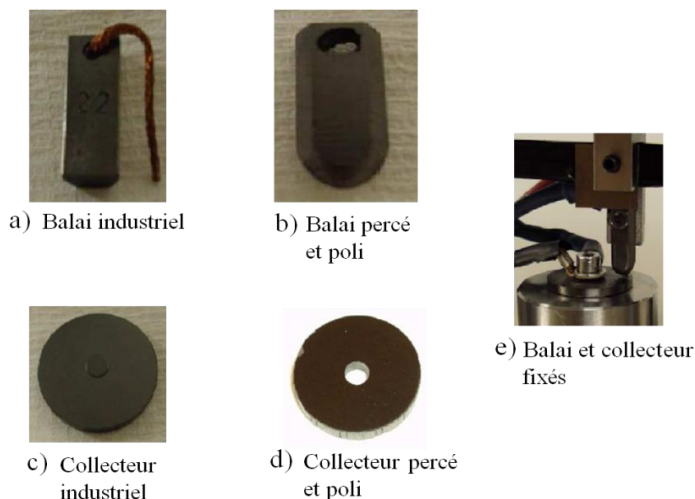 22
a) Balai industriel
b) Balai percé
et poli
c) Collecteur
industriel
d) Collecteur percé
et poli
e) Balai et collecteur
fixés